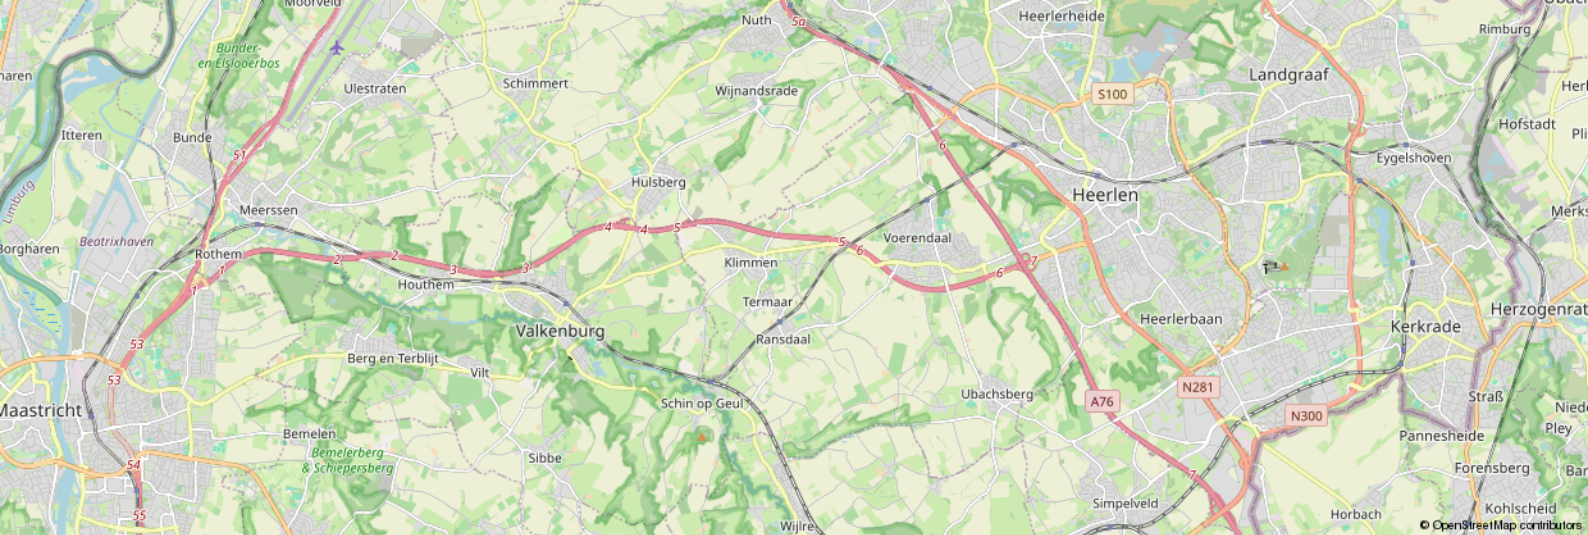 Moorveld
Nuth
5a
Heerlerheide
Rimburg
Bunder-
en Elslooerbos
haren
Ulestraten
Schimmert
Wijnandsrade
S100
Landgraaf
Itteren
Bunde
Hofstadt
51
6
Eygelshoven
Limburg
Hulsberg
Heerlen
Meerssen
Beatrixhaven
Borgharen
Rothem
4
4
5
5
6
Voerendaal
1
2
2
3
3
Klimmen
6
7
1
Houthem
Termaar
Herzogenrat
Valkenburg
Ransdaal
Heerlerbaan
Kerkrade
53
Berg en Terblijt
Vilt
53
Maastricht
Schin op Geul
Ubachsberg
A76
N281
N300
Straß
Niede
Pley
Bemelen
Pannesheide
Bemelerberg
& Schiepersberg
Sibbe
54
7
Forensberg
Ban
Simpelveld
Horbach
Kohlscheid
55
Wijlre
© OpenStreetMap contributors